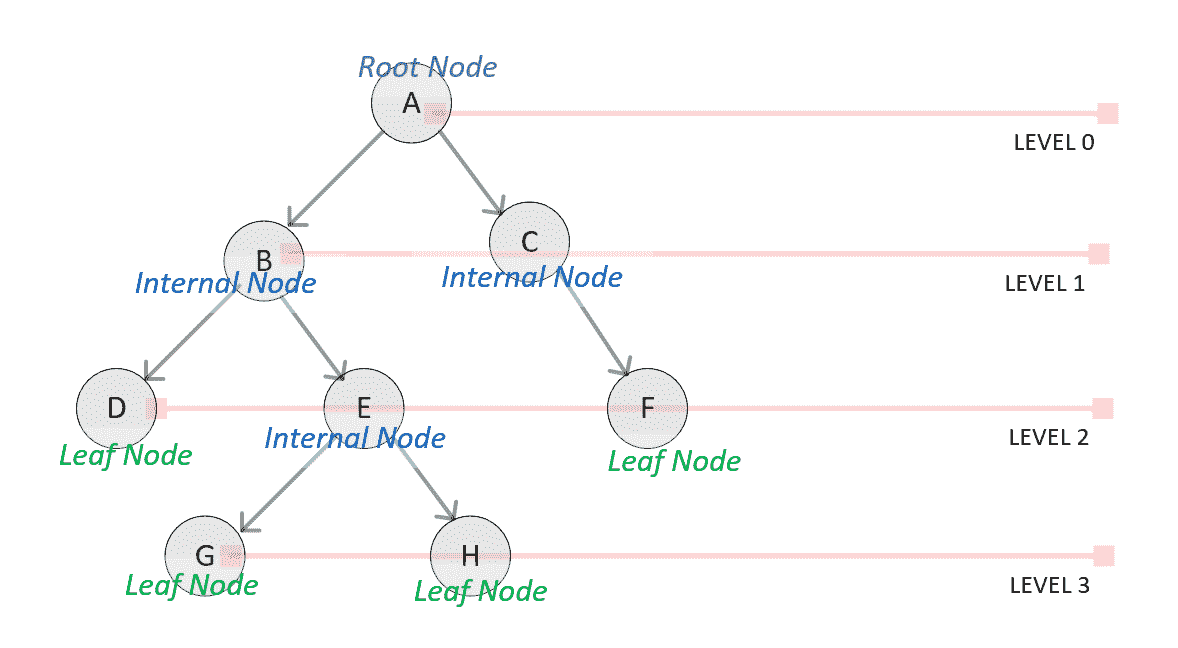 Root Node
A
LEVEL 0
B
C
Internal Node
Internal Node
LEVEL 1
D
E
F
Internal Node
Leaf Node
Leaf Node
LEVEL 2
G
H
Leaf Node
Leaf Node
LEVEL 3